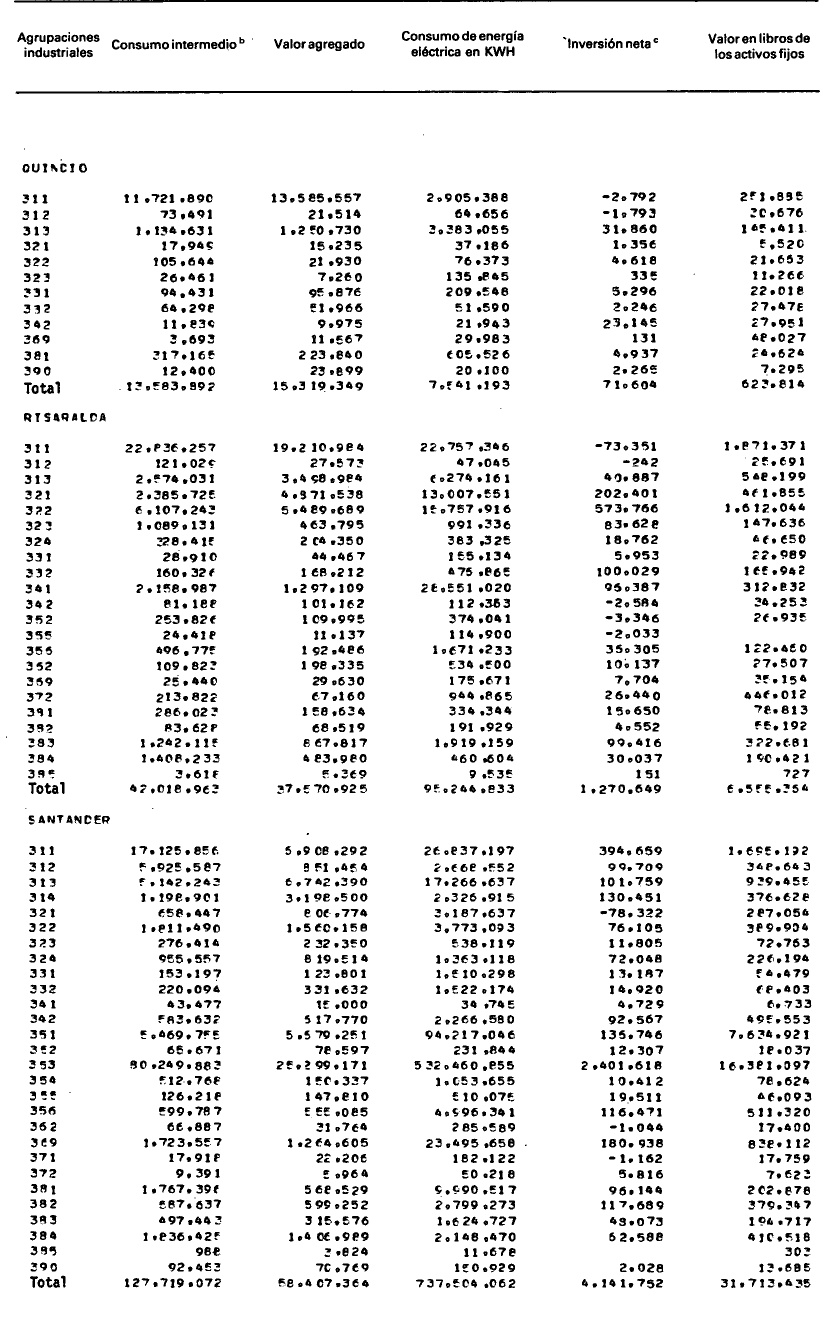 Agrupaciones industriales Consumo intermedio b Valor agregado Consumo de energía eléctrica en KWH Inversión neta c Valor en libros de los activos fijos
QUINCIO
311 11.721.890 13.585.557 2.905.388 -2.792 251.885
312 73.491 21.514 64.656 -1.793 20.676
313 1.134.631 1.250.730 3.383.055 31.860 145.411
321 17.949 15.235 37.186 1.356 5.520
322 105.644 21.930 76.373 4.618 21.653
323 26.461 7.260 135.845 335 11.266
331 94.431 95.876 209.548 5.296 22.018
332 64.298 51.966 51.590 2.246 27.478
342 11.839 9.975 21.943 23.145 27.951
369 3.693 11.567 29.983 131 48.027
381 317.165 223.840 605.526 4.937 24.624
390 12.400 23.899 20.100 2.265 7.295
Total 13.583.892 15.319.349 7.541.193 71.604 623.814
RISARALDA
311 22.836.257 19.210.984 22.757.346 -73.351 1.871.371
312 121.029 27.573 47.045 -242 25.691
313 2.574.031 3.498.984 6.274.161 40.887 548.199
321 2.385.725 4.871.538 13.007.551 202.401 461.855
322 6.107.243 5.489.689 15.757.916 573.766 1.612.044
323 1.089.131 463.795 991.336 83.628 147.636
324 328.415 204.350 383.325 18.762 46.650
331 28.910 44.467 155.134 5.953 22.989
332 160.326 168.212 475.865 100.029 165.942
341 2.158.987 1.297.109 26.551.020 95.387 312.832
342 81.188 101.162 112.363 -2.584 34.253
352 253.826 109.995 374.041 -3.346 26.935
355 24.418 11.137 114.900 -2.033
356 496.775 192.486 1.671.233 35.305 122.450
352 109.823 198.335 534.500 10.137 27.507
369 25.440 29.630 175.671 7.704 35.154
372 213.822 67.160 944.865 26.440 446.012
381 286.023 158.634 334.344 15.650 78.813
382 83.628 68.519 191.929 4.552 55.192
383 1.242.115 867.817 1.919.159 99.416 322.681
384 1.408.233 483.980 460.604 30.037 190.421
385 3.618 5.369 9.535 151 727
Total 42.018.963 37.570.925 95.244.833 1.270.649 6.555.354
SANTANDER
311 17.125.856 5.908.292 26.837.197 394.659 1.695.192
312 5.925.587 851.454 2.668.552 99.709 348.643
313 5.142.243 6.742.390 17.266.637 101.759 939.455
314 1.198.901 3.198.500 2.326.915 130.451 376.628
321 658.447 806.774 3.187.637 -78.322 287.054
322 1.811.490 1.560.158 3.773.093 76.105 389.904
323 276.414 232.350 538.119 11.805 72.763
324 955.557 819.514 1.363.118 72.048 226.194
331 153.197 123.801 1.510.298 13.187 54.479
332 220.094 331.632 1.522.174 14.920 68.403
341 43.477 15.000 34.745 4.729 6.733
342 583.632 517.770 2.266.580 92.567 495.553
351 5.469.755 5.579.251 94.217.046 135.746 7.634.921
352 65.671 78.597 231.844 12.307 18.037
353 80.249.883 25.299.171 532.460.855 2.401.618 16.381.097
354 512.768 150.337 1.053.655 10.412 78.624
355 126.218 147.810 510.075 19.511 46.093
356 599.787 555.085 4.996.341 116.471 511.320
362 66.887 31.764 285.589 -1.044 17.400
369 1.723.557 1.264.605 23.495.658 180.938 838.112
371 17.918 22.206 182.122 -1.162 17.759
372 9.391 5.964 50.218 5.816 7.623
381 1.767.396 568.529 9.990.517 96.144 202.878
382 587.637 599.252 2.799.273 117.689 379.347
383 497.443 315.576 1.624.727 48.073 194.717
384 1.836.425 1.406.989 2.148.470 62.588 410.518
385 988 3.824 11.678 303
390 92.453 70.769 150.929 2.028 13.685
Total 127.719.072 58.407.364 737.504.062 4.141.752 31.713.435